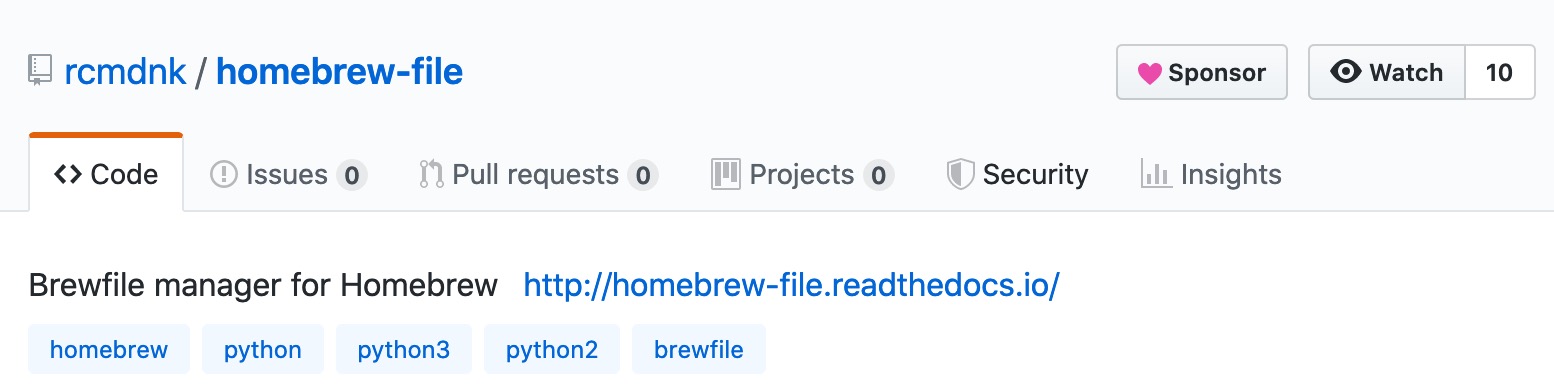 rcmdnk / homebrew-file
Sponsor
Watch 10
Code
Issues 0
Pull requests 0
Projects 0
Security
Insights
Brewfile manager for Homebrew http://homebrew-file.readthedocs.io/
homebrew python python3 python2 brewfile